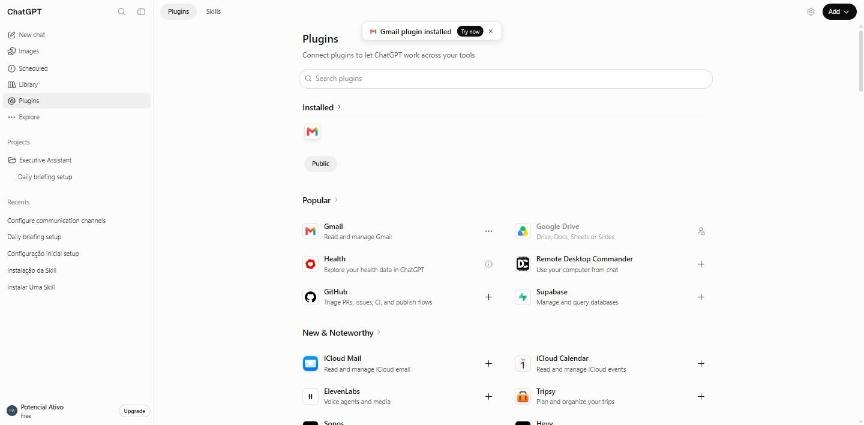 ChatGPT
New chat
Images
Scheduled
Library
Plugins
Explore
Projects
Executive Assistant
Daily briefing setup
Recents
Configure communication channels
Daily briefing setup
Configuração inicial setup
Instalação da Skill
Instalar Uma Skill
Potencial Ativo
Free
Upgrade
Plugins
Skills
Add
Gmail plugin installed
Try now
Plugins
Connect plugins to let ChatGPT work across your tools
Search plugins
Installed
Public
Popular
Gmail
Read and manage Gmail
Google Drive
Drive, Docs, Sheets or Slides
Health
Explore your health data in ChatGPT
Remote Desktop Commander
Use your computer from chat
GitHub
Triage PRs, issues, CI, and publish flows
Supabase
Manage and query databases
New & Noteworthy
iCloud Mail
Read and manage iCloud email
iCloud Calendar
Read and manage iCloud events
ElevenLabs
Voice agents and media
Tripsy
Plan and organize your trips